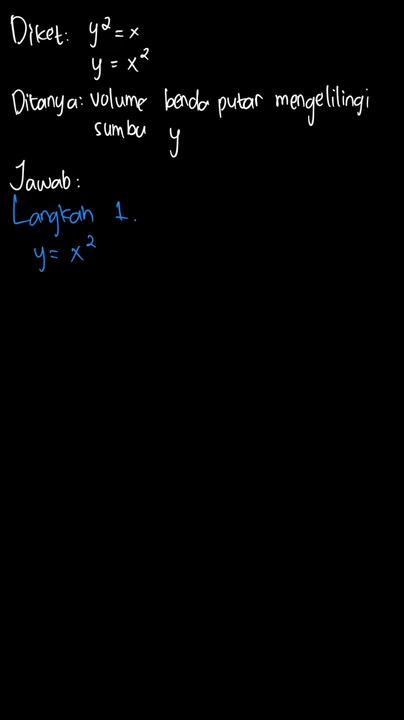 Diket: y² = x
y = x²
Ditanya: volume benda putar mengelilingi
sumbu y
Jawab:
Langkah 1.
y = x²